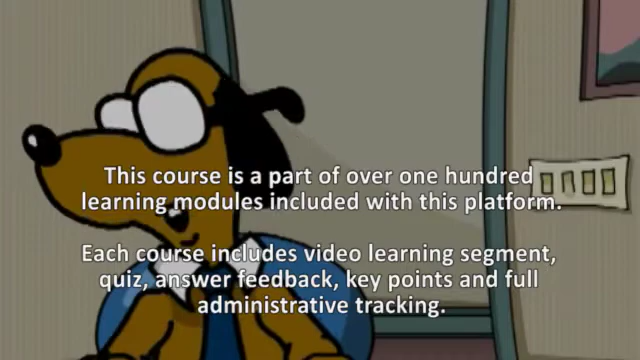 This course is a part of over one hundred
learning modules included with this platform.
Each course includes video learning segment,
quiz, answer feedback, key points and full
administrative tracking.